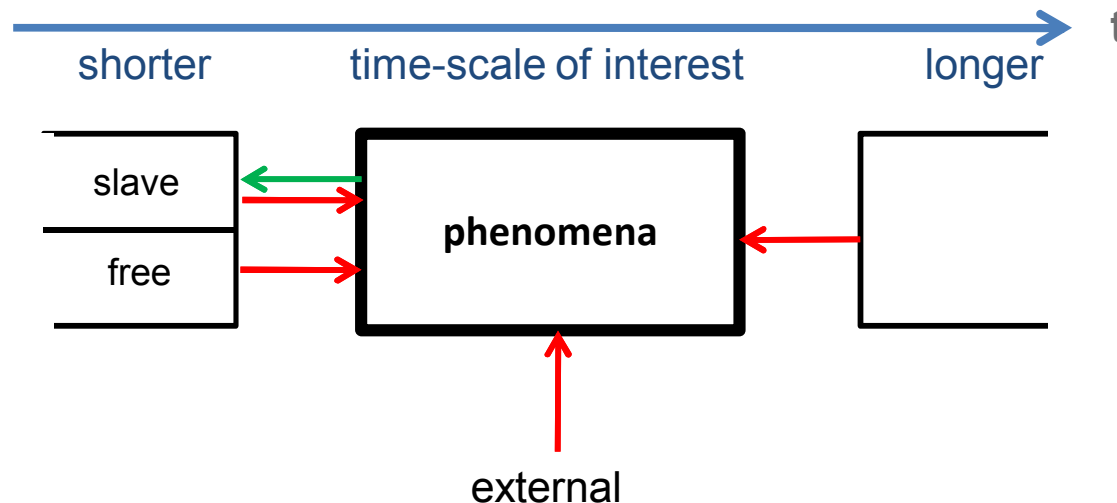 t
shorter time-scale of interest longer
slave
phenomena
free
external